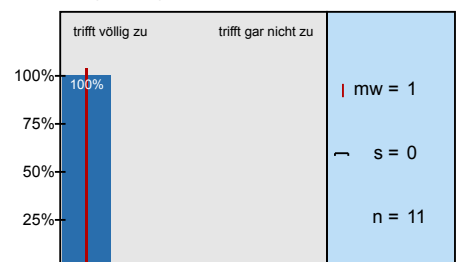 trifft völlig zu trifft gar nicht zu
100%
100%
mw = 1
75%
50%
s = 0
25%
n = 11